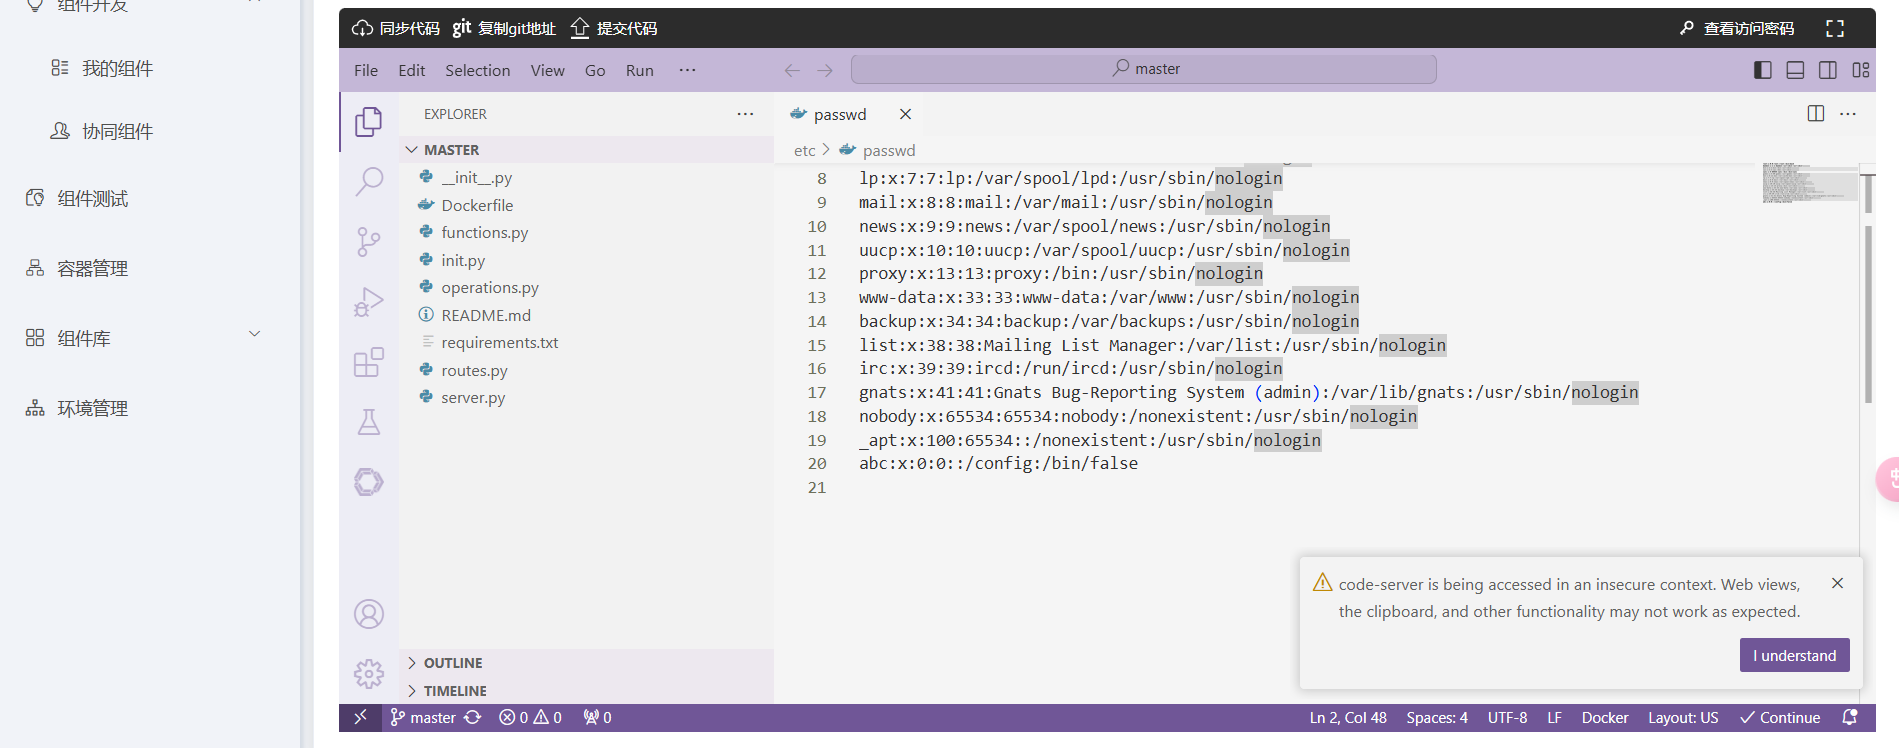 组件开发
我的组件
协同组件
组件测试
容器管理
组件库
环境管理
同步代码
git 复制git地址
提交代码
查看访问密码
File Edit Selection View Go Run ···
master
EXPLORER ···
MASTER
__init__.py
Dockerfile
functions.py
init.py
operations.py
README.md
requirements.txt
routes.py
server.py
OUTLINE
TIMELINE
passwd
etc > passwd
8 lp:x:7:7:lp:/var/spool/lpd:/usr/sbin/nologin
9 mail:x:8:8:mail:/var/mail:/usr/sbin/nologin
10 news:x:9:9:news:/var/spool/news:/usr/sbin/nologin
11 uucp:x:10:10:uucp:/var/spool/uucp:/usr/sbin/nologin
12 proxy:x:13:13:proxy:/bin:/usr/sbin/nologin
13 www-data:x:33:33:www-data:/var/www:/usr/sbin/nologin
14 backup:x:34:34:backup:/var/backups:/usr/sbin/nologin
15 list:x:38:38:Mailing List Manager:/var/list:/usr/sbin/nologin
16 irc:x:39:39:ircd:/run/ircd:/usr/sbin/nologin
17 gnats:x:41:41:Gnats Bug-Reporting System (admin):/var/lib/gnats:/usr/sbin/nologin
18 nobody:x:65534:65534:nobody:/nonexistent:/usr/sbin/nologin
19 _apt:x:100:65534::/nonexistent:/usr/sbin/nologin
20 abc:x:0:0::/config:/bin/false
21
code-server is being accessed in an insecure context. Web views,
the clipboard, and other functionality may not work as expected.
I understand
master 0 0 0
Ln 2, Col 48 Spaces: 4 UTF-8 LF Docker Layout: US Continue